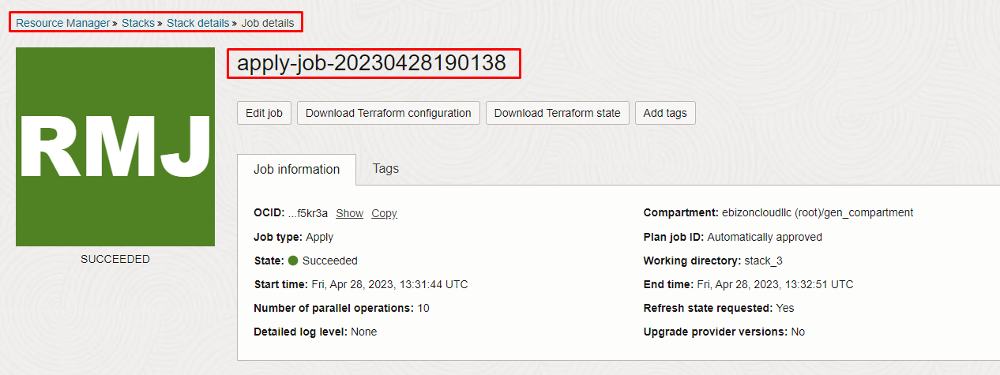 Resource Manager » Stacks » Stack details » Job details
RMJ
SUCCEEDED
apply-job-20230428190138
Edit job Download Terraform configuration Download Terraform state Add tags
Job information Tags
OCID: ...f5kr3a Show Copy
Job type: Apply
State: Succeeded
Start time: Fri, Apr 28, 2023, 13:31:44 UTC
Number of parallel operations: 10
Detailed log level: None
Compartment: ebizoncloudllc (root)/gen_compartment
Plan job ID: Automatically approved
Working directory: stack_3
End time: Fri, Apr 28, 2023, 13:32:51 UTC
Refresh state requested: Yes
Upgrade provider versions: No